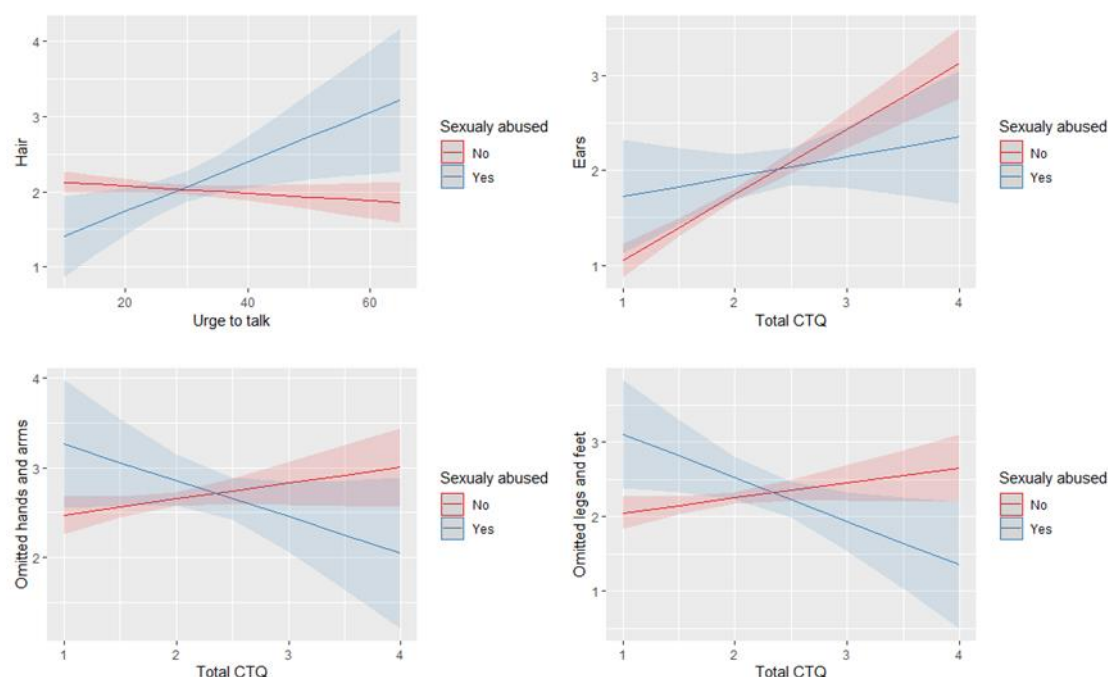 4
3
2
1
Hair
20
40
60
Urge to talk
Sexualy abused
No
Yes
3
2
1
Ears
1
2
3
4
Total CTQ
Sexualy abused
No
Yes
4
3
2
Omitted hands and arms
1
2
3
4
Total CTQ
Sexualy abused
No
Yes
3
2
1
Omitted legs and feet
1
2
3
4
Total CTQ
Sexualy abused
No
Yes